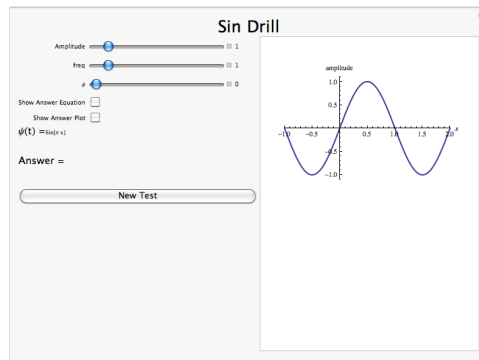 Sin Drill
Amplitude 1
freq 1
ϕ 0
Show Answer Equation
Show Answer Plot
ψ(t) =Sin[π x]
Answer =
New Test
amplitude
1.0
0.5
-1.0 -0.5 0.5 1.0 1.5 2.0 x
-0.5
-1.0